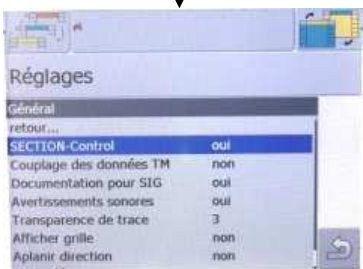 Réglages
Général
retour...
SECTION-Control oui
Couplage des données TM non
Documentation pour SIG oui
Avertissements sonores oui
Transparence de trace 3
Afficher grille non
Aplanir direction non